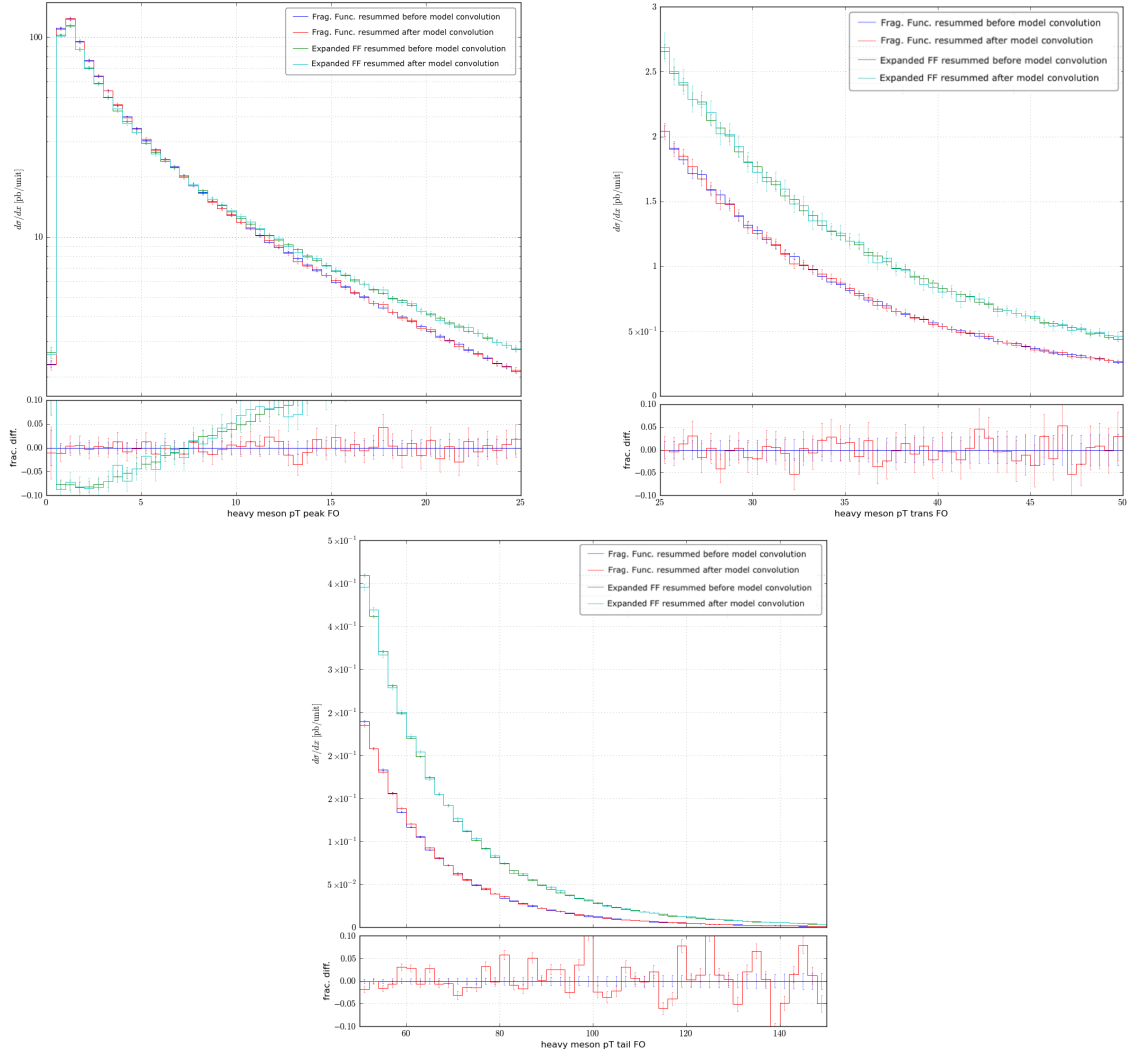 Frag. Func. resummed before model convolution
Frag. Func. resummed after model convolution
Expanded FF resummed before model convolution
Expanded FF resummed after model convolution
100
10
dσ/dx [pb/unit]
0.10
0.05
0.00
−0.05
−0.10
frac. diff.
0 5 10 15 20 25
heavy meson pT peak FO
Frag. Func. resummed before model convolution
Frag. Func. resummed after model convolution
Expanded FF resummed before model convolution
Expanded FF resummed after model convolution
3
2.5
2
1.5
1
5×10⁻¹
0
dσ/dx [pb/unit]
0.10
0.05
0.00
−0.05
−0.10
frac. diff.
25 30 35 40 45 50
heavy meson pT trans FO
Frag. Func. resummed before model convolution
Frag. Func. resummed after model convolution
Expanded FF resummed before model convolution
Expanded FF resummed after model convolution
5×10⁻¹
4×10⁻¹
4×10⁻¹
3×10⁻¹
2×10⁻¹
2×10⁻¹
2×10⁻¹
1×10⁻¹
5×10⁻²
0
dσ/dx [pb/unit]
0.10
0.05
0.00
−0.05
−0.10
frac. diff.
60 80 100 120 140
heavy meson pT tail FO